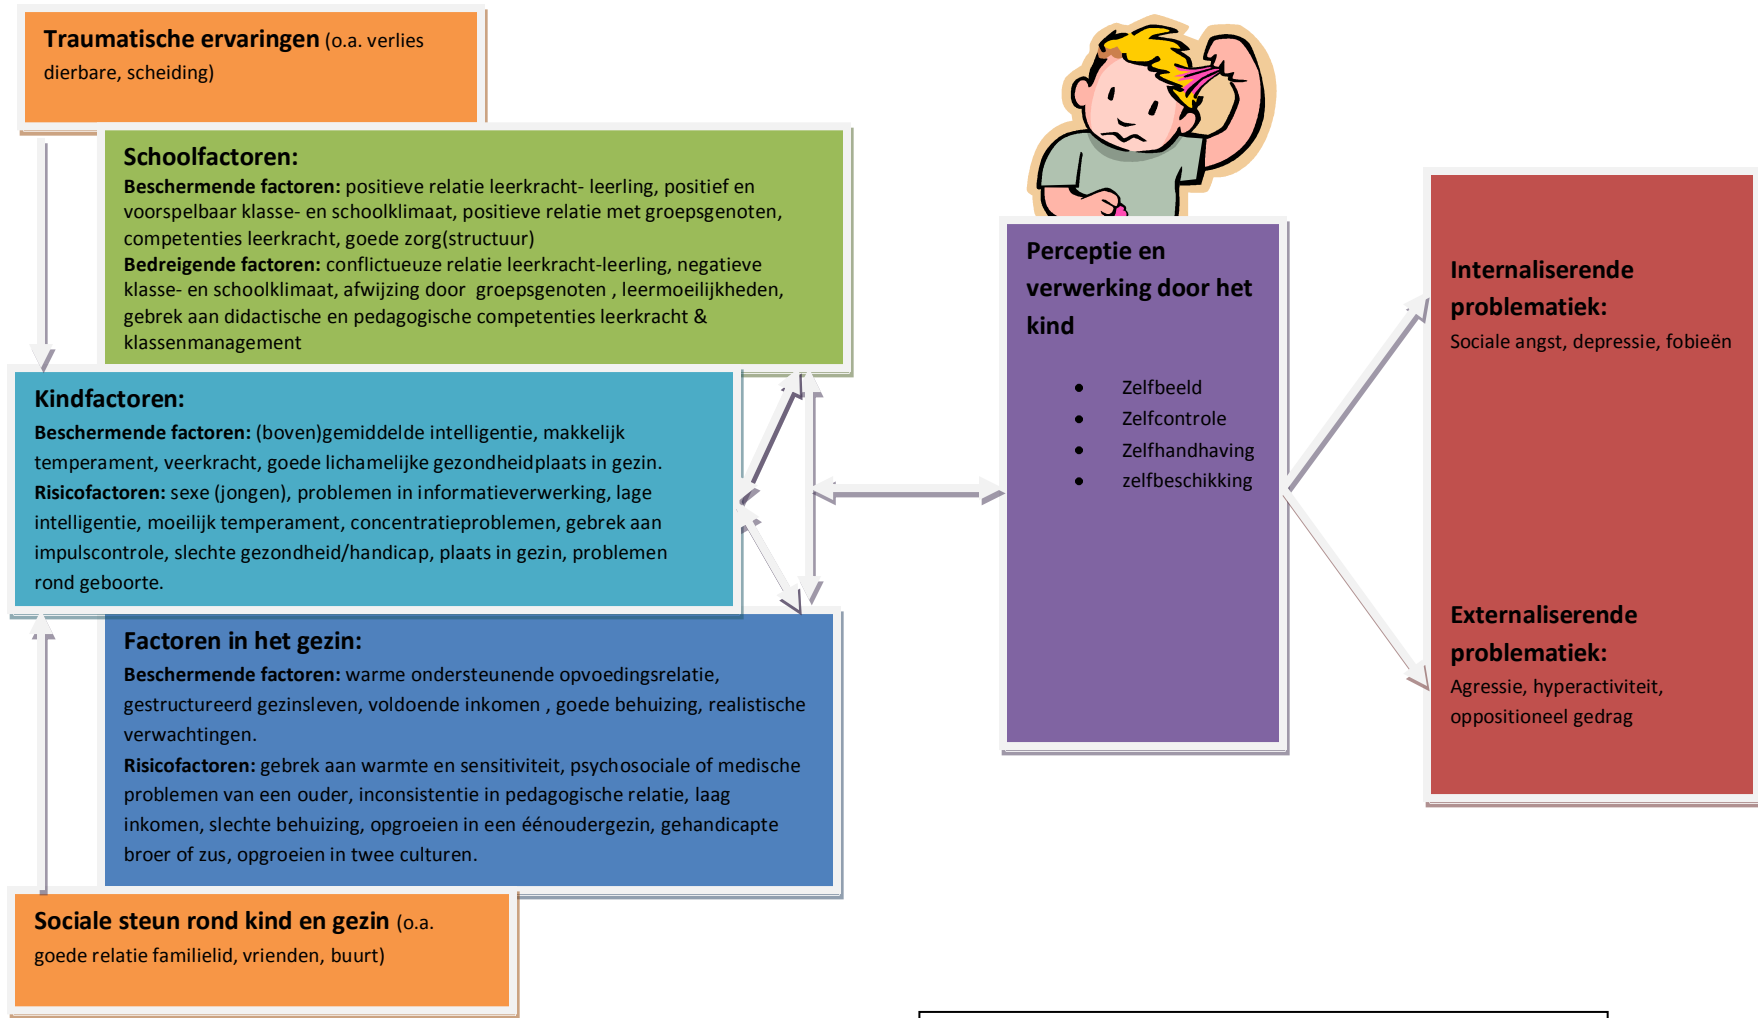 Traumatische ervaringen (o.a. verlies
dierbare, scheiding)
Schoolfactoren:
Beschermende factoren: positieve relatie leerkracht- leerling, positief en
voorspelbaar klasse- en schoolklimaat, positieve relatie met groepsgenoten,
competenties leerkracht, goede zorg(structuur)
Bedreigende factoren: conflictueuze relatie leerkracht-leerling, negatieve
klasse- en schoolklimaat, afwijzing door  groepsgenoten , leermoeilijkheden,
gebrek aan didactische en pedagogische competenties leerkracht &
klassenmanagement
Kindfactoren:
Beschermende factoren: (boven)gemiddelde intelligentie, makkelijk
temperament, veerkracht, goede lichamelijke gezondheidplaats in gezin.
Risicofactoren: sexe (jongen), problemen in informatieverwerking, lage
intelligentie, moeilijk temperament, concentratieproblemen, gebrek aan
impulscontrole, slechte gezondheid/handicap, plaats in gezin, problemen
rond geboorte.
Factoren in het gezin:
Beschermende factoren: warme ondersteunende opvoedingsrelatie,
gestructureerd gezinsleven, voldoende inkomen , goede behuizing, realistische
verwachtingen.
Risicofactoren: gebrek aan warmte en sensitiviteit, psychosociale of medische
problemen van een ouder, inconsistentie in pedagogische relatie, laag
inkomen, slechte behuizing, opgroeien in een éénoudergezin, gehandicapte
broer of zus, opgroeien in twee culturen.
Sociale steun rond kind en gezin (o.a.
goede relatie familielid, vrienden, buurt)
Perceptie en
verwerking door het
kind
• Zelfbeeld
• Zelfcontrole
• Zelfhandhaving
• zelfbeschikking
Internaliserende
problematiek:
Sociale angst, depressie, fobieën
Externaliserende
problematiek:
Agressie, hyperactiviteit,
oppositioneel gedrag